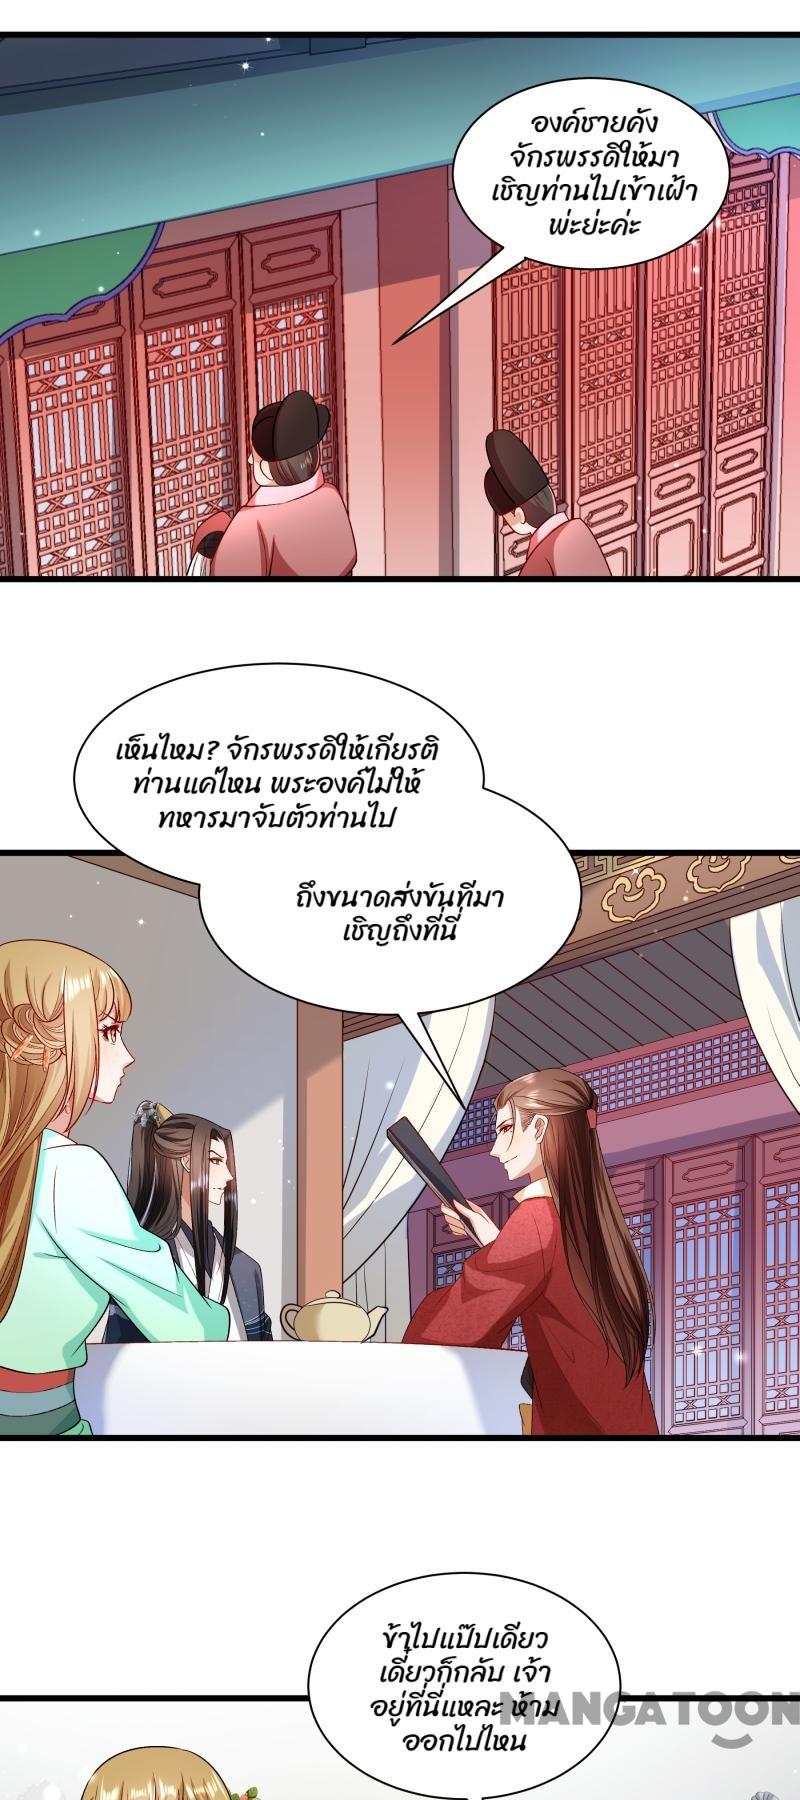 องค์ชายคัง
จักรพรรดิให้มา
เชิญท่านไปเข้าเฝ้า
พ่ะย่ะค่ะ
เห็นไหม? จักรพรรดิให้เกียรติ
ท่านแค่ไหน พระองค์ไม่ให้
ทหารมาจับตัวท่านไป
ถึงขนาดส่งขันทีมา
เชิญถึงที่นี่
ข้าไปแป๊ปเดียว
เดี๋ยวก็กลับ เจ้า
อยู่ที่นี่แหละ ห้าม
ออกไปไหน
MANGATOON